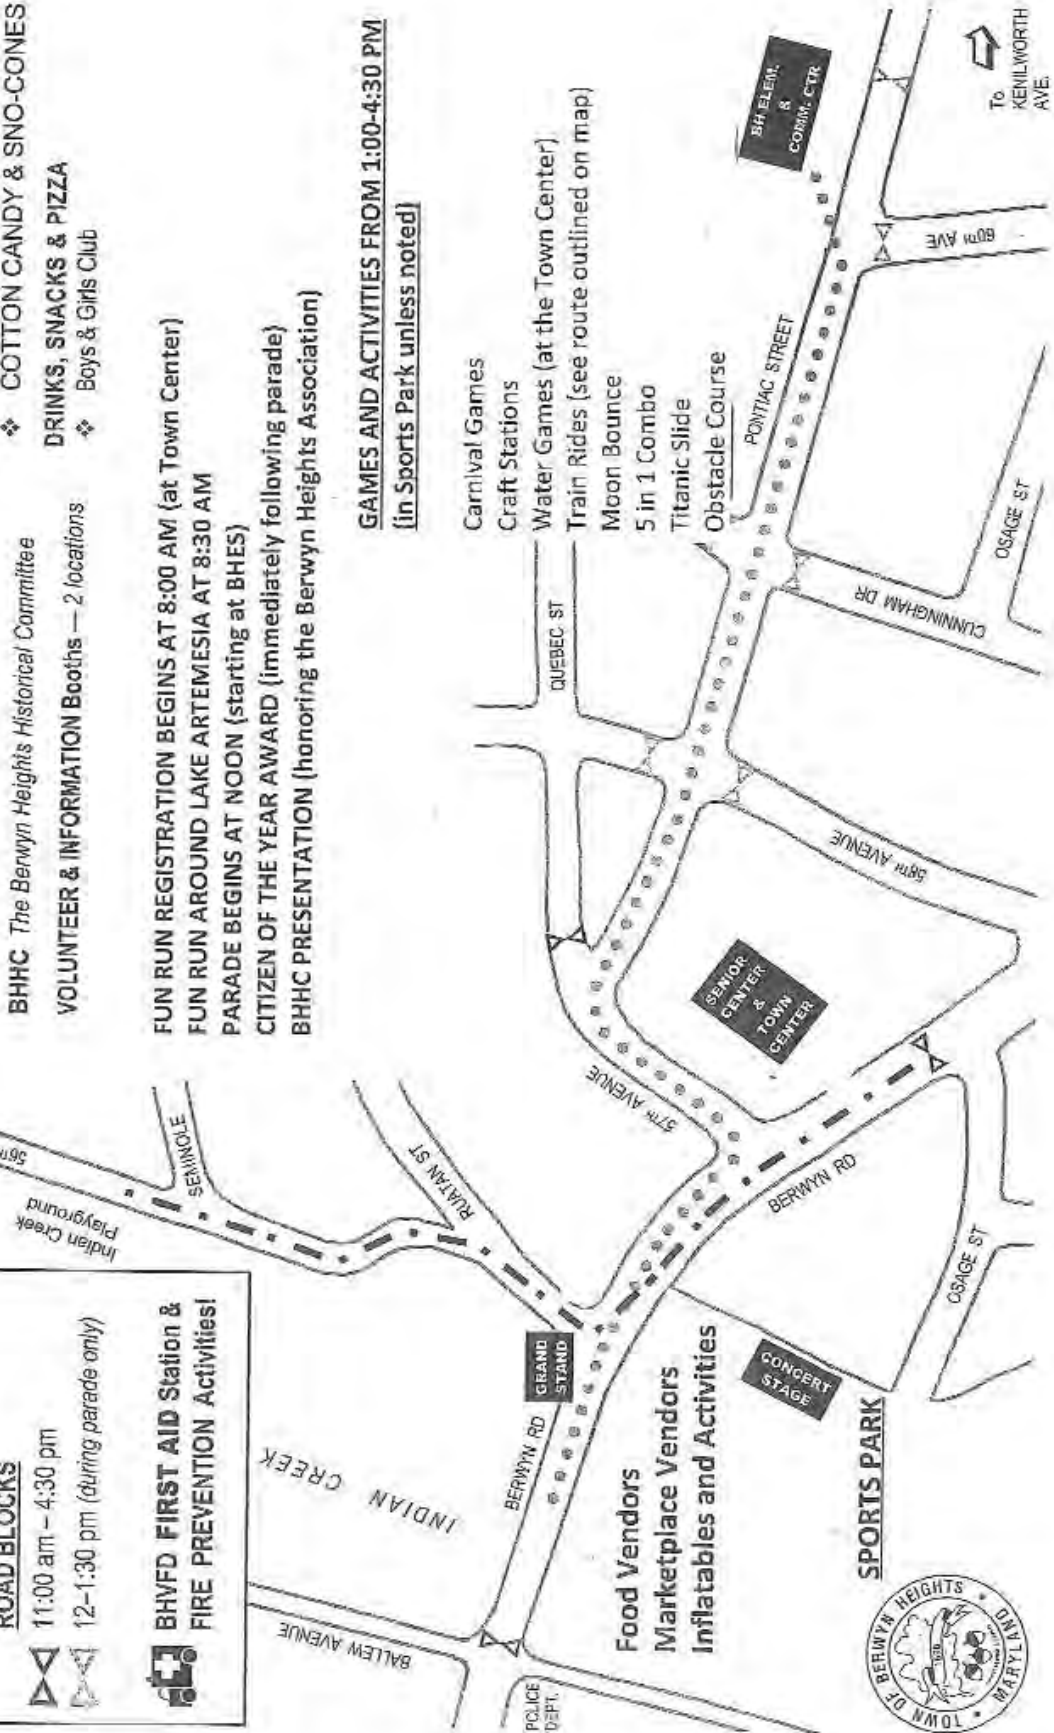 BHHC The Berwyn Heights Historical Committee
VOLUNTEER & INFORMATION Booths — 2 locations
❖ COTTON CANDY & SNO-CONES
DRINKS, SNACKS & PIZZA
❖ Boys & Girls Club
FUN RUN REGISTRATION BEGINS AT 8:00 AM (at Town Center)
FUN RUN AROUND LAKE ARTEMESIA AT 8:30 AM
PARADE BEGINS AT NOON (starting at BHES)
CITIZEN OF THE YEAR AWARD (immediately following parade)
BHHC PRESENTATION (honoring the Berwyn Heights Association)
GAMES AND ACTIVITIES FROM 1:00-4:30 PM
(in Sports Park unless noted)
Carnival Games
Craft Stations
Water Games (at the Town Center)
Train Rides (see route outlined on map)
Moon Bounce
5 in 1 Combo
Titanic Slide
Obstacle Course
ROAD BLOCKS
11:00 am – 4:30 pm
12–1:30 pm (during parade only)
BHVFD FIRST AID Station &
FIRE PREVENTION Activities!
56TH
Indian Creek
Playground
SEMINOLE
RUATAN ST
INDIAN CREEK
BALLEW AVENUE
POLICE
DEPT.
BERWYN RD
GRAND
STAND
57TH AVENUE
QUEBEC ST
PONTIAC STREET
BH ELEM.
&
COMM. CTR
60TH AVE
To
KENILWORTH
AVE.
CUNNINGHAM DR
OSAGE ST
58TH AVENUE
SENIOR
CENTER
&
TOWN
CENTER
BERWYN RD
OSAGE ST
CONCERT
STAGE
Food Vendors
Marketplace Vendors
Inflatables and Activities
SPORTS PARK
TOWN OF BERWYN HEIGHTS • MARYLAND •